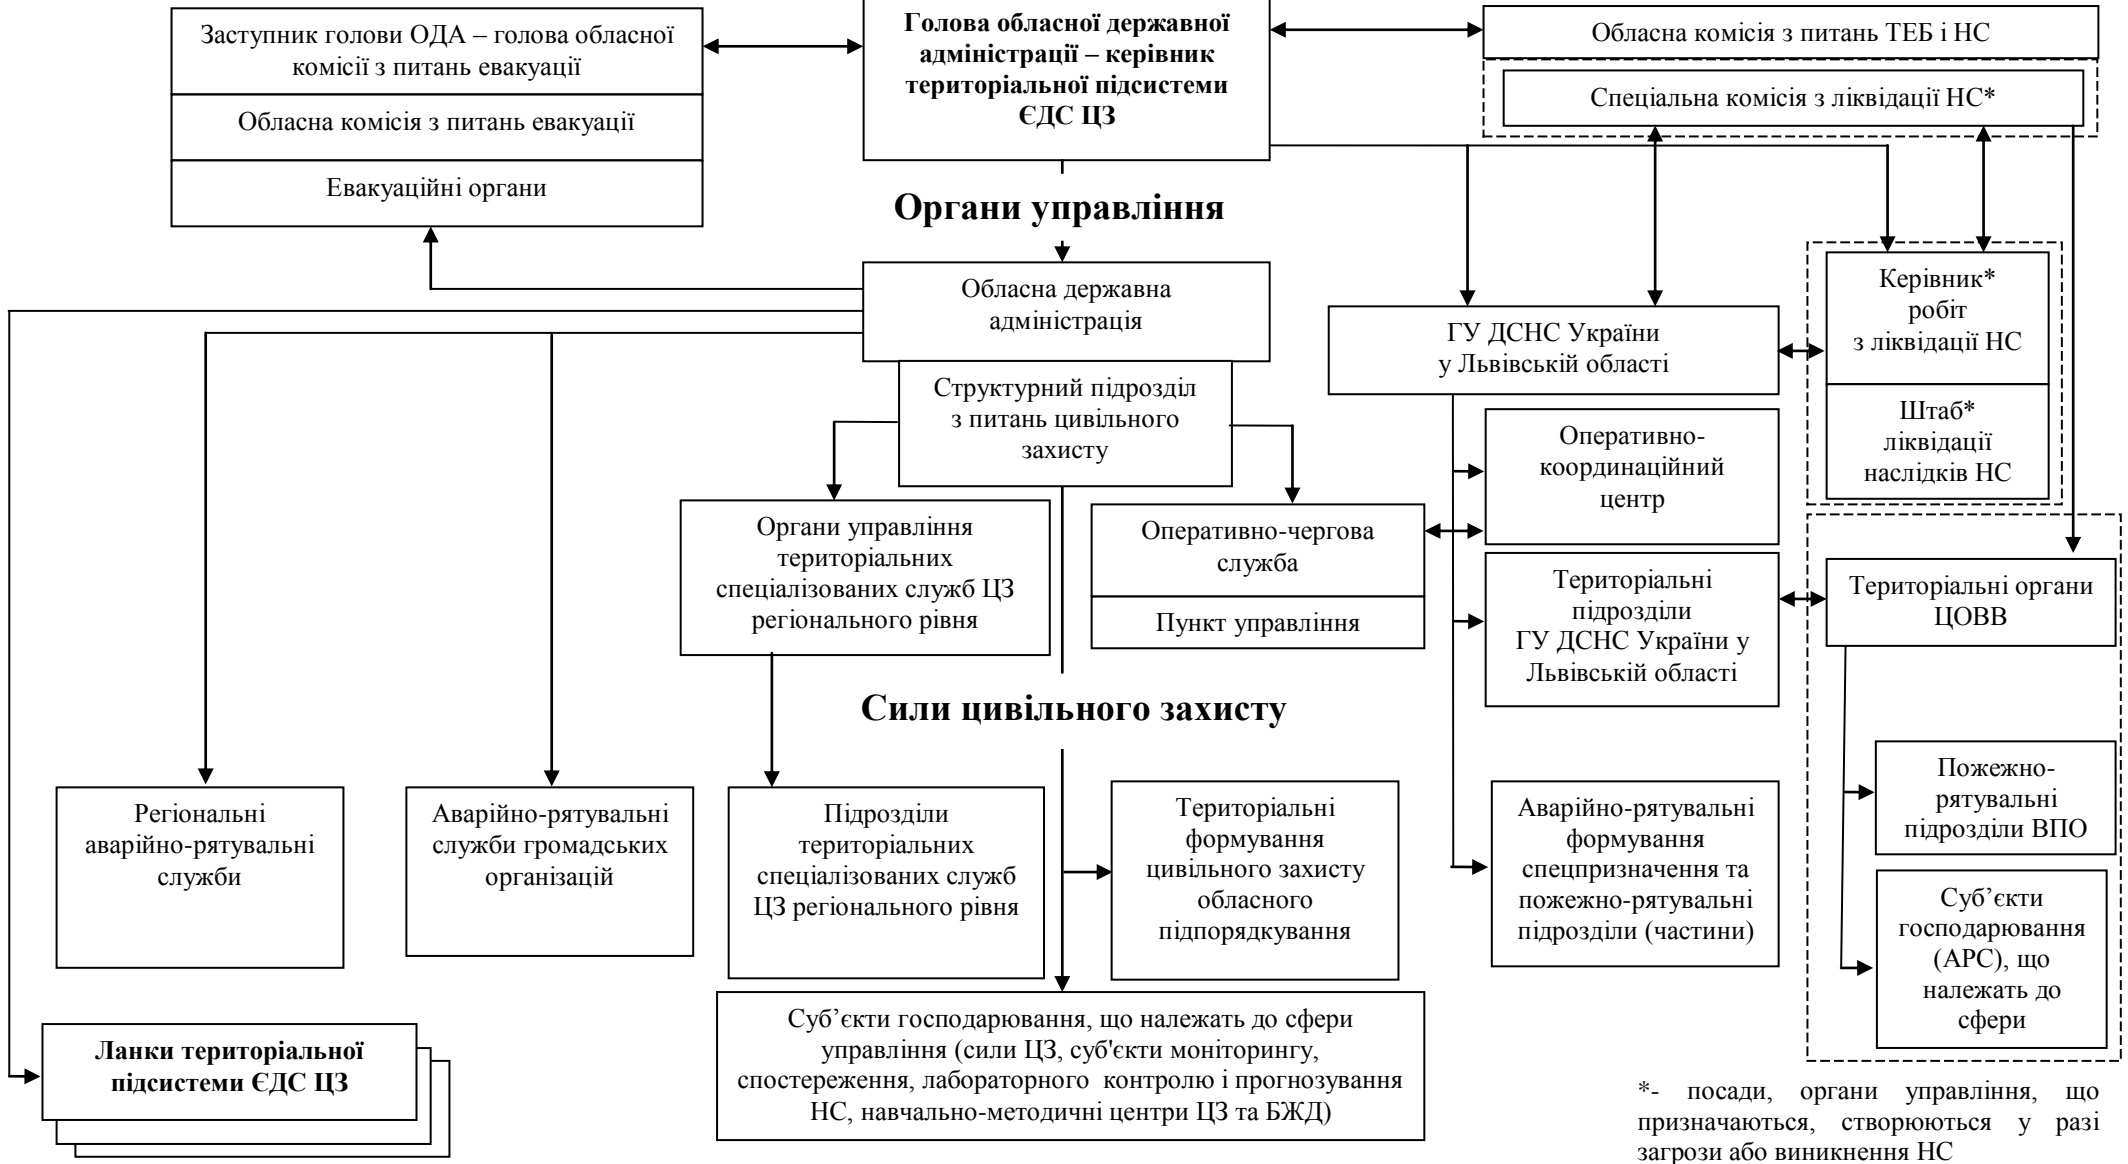 Заступник голови ОДА – голова обласної
комісії з питань евакуації
Обласна комісія з питань евакуації
Евакуаційні органи
Голова обласної державної
адміністрації – керівник
територіальної підсистеми
ЄДС ЦЗ
Обласна комісія з питань ТЕБ і НС
Спеціальна комісія з ліквідації НС*
Органи управління
Обласна державна
адміністрація
Структурний підрозділ
з питань цивільного
захисту
ГУ ДСНС України
у Львівській області
Керівник*
робіт
з ліквідації НС
Штаб*
ліквідації
наслідків НС
Органи управління
територіальних
спеціалізованих служб ЦЗ
регіонального рівня
Оперативно-чергова
служба
Пункт управління
Оперативно-
координаційний
центр
Територіальні
підрозділи
ГУ ДСНС України у
Львівській області
Територіальні органи
ЦОВВ
Сили цивільного захисту
Регіональні
аварійно-рятувальні
служби
Аварійно-рятувальні
служби громадських
організацій
Підрозділи
територіальних
спеціалізованих служб
ЦЗ регіонального рівня
Територіальні
формування
цивільного захисту
обласного
підпорядкування
Аварійно-рятувальні
формування
спецпризначення та
пожежно-рятувальні
підрозділи (частини)
Пожежно-
рятувальні
підрозділи ВПО
Суб’єкти
господарювання
(АРС), що
належать до
сфери
Ланки територіальної
підсистеми ЄДС ЦЗ
Суб’єкти господарювання, що належать до сфери
управління (сили ЦЗ, суб'єкти моніторингу,
спостереження, лабораторного контролю і прогнозування
НС, навчально-методичні центри ЦЗ та БЖД)
*- посади, органи управління, що
призначаються, створюються у разі
загрози або виникнення НС